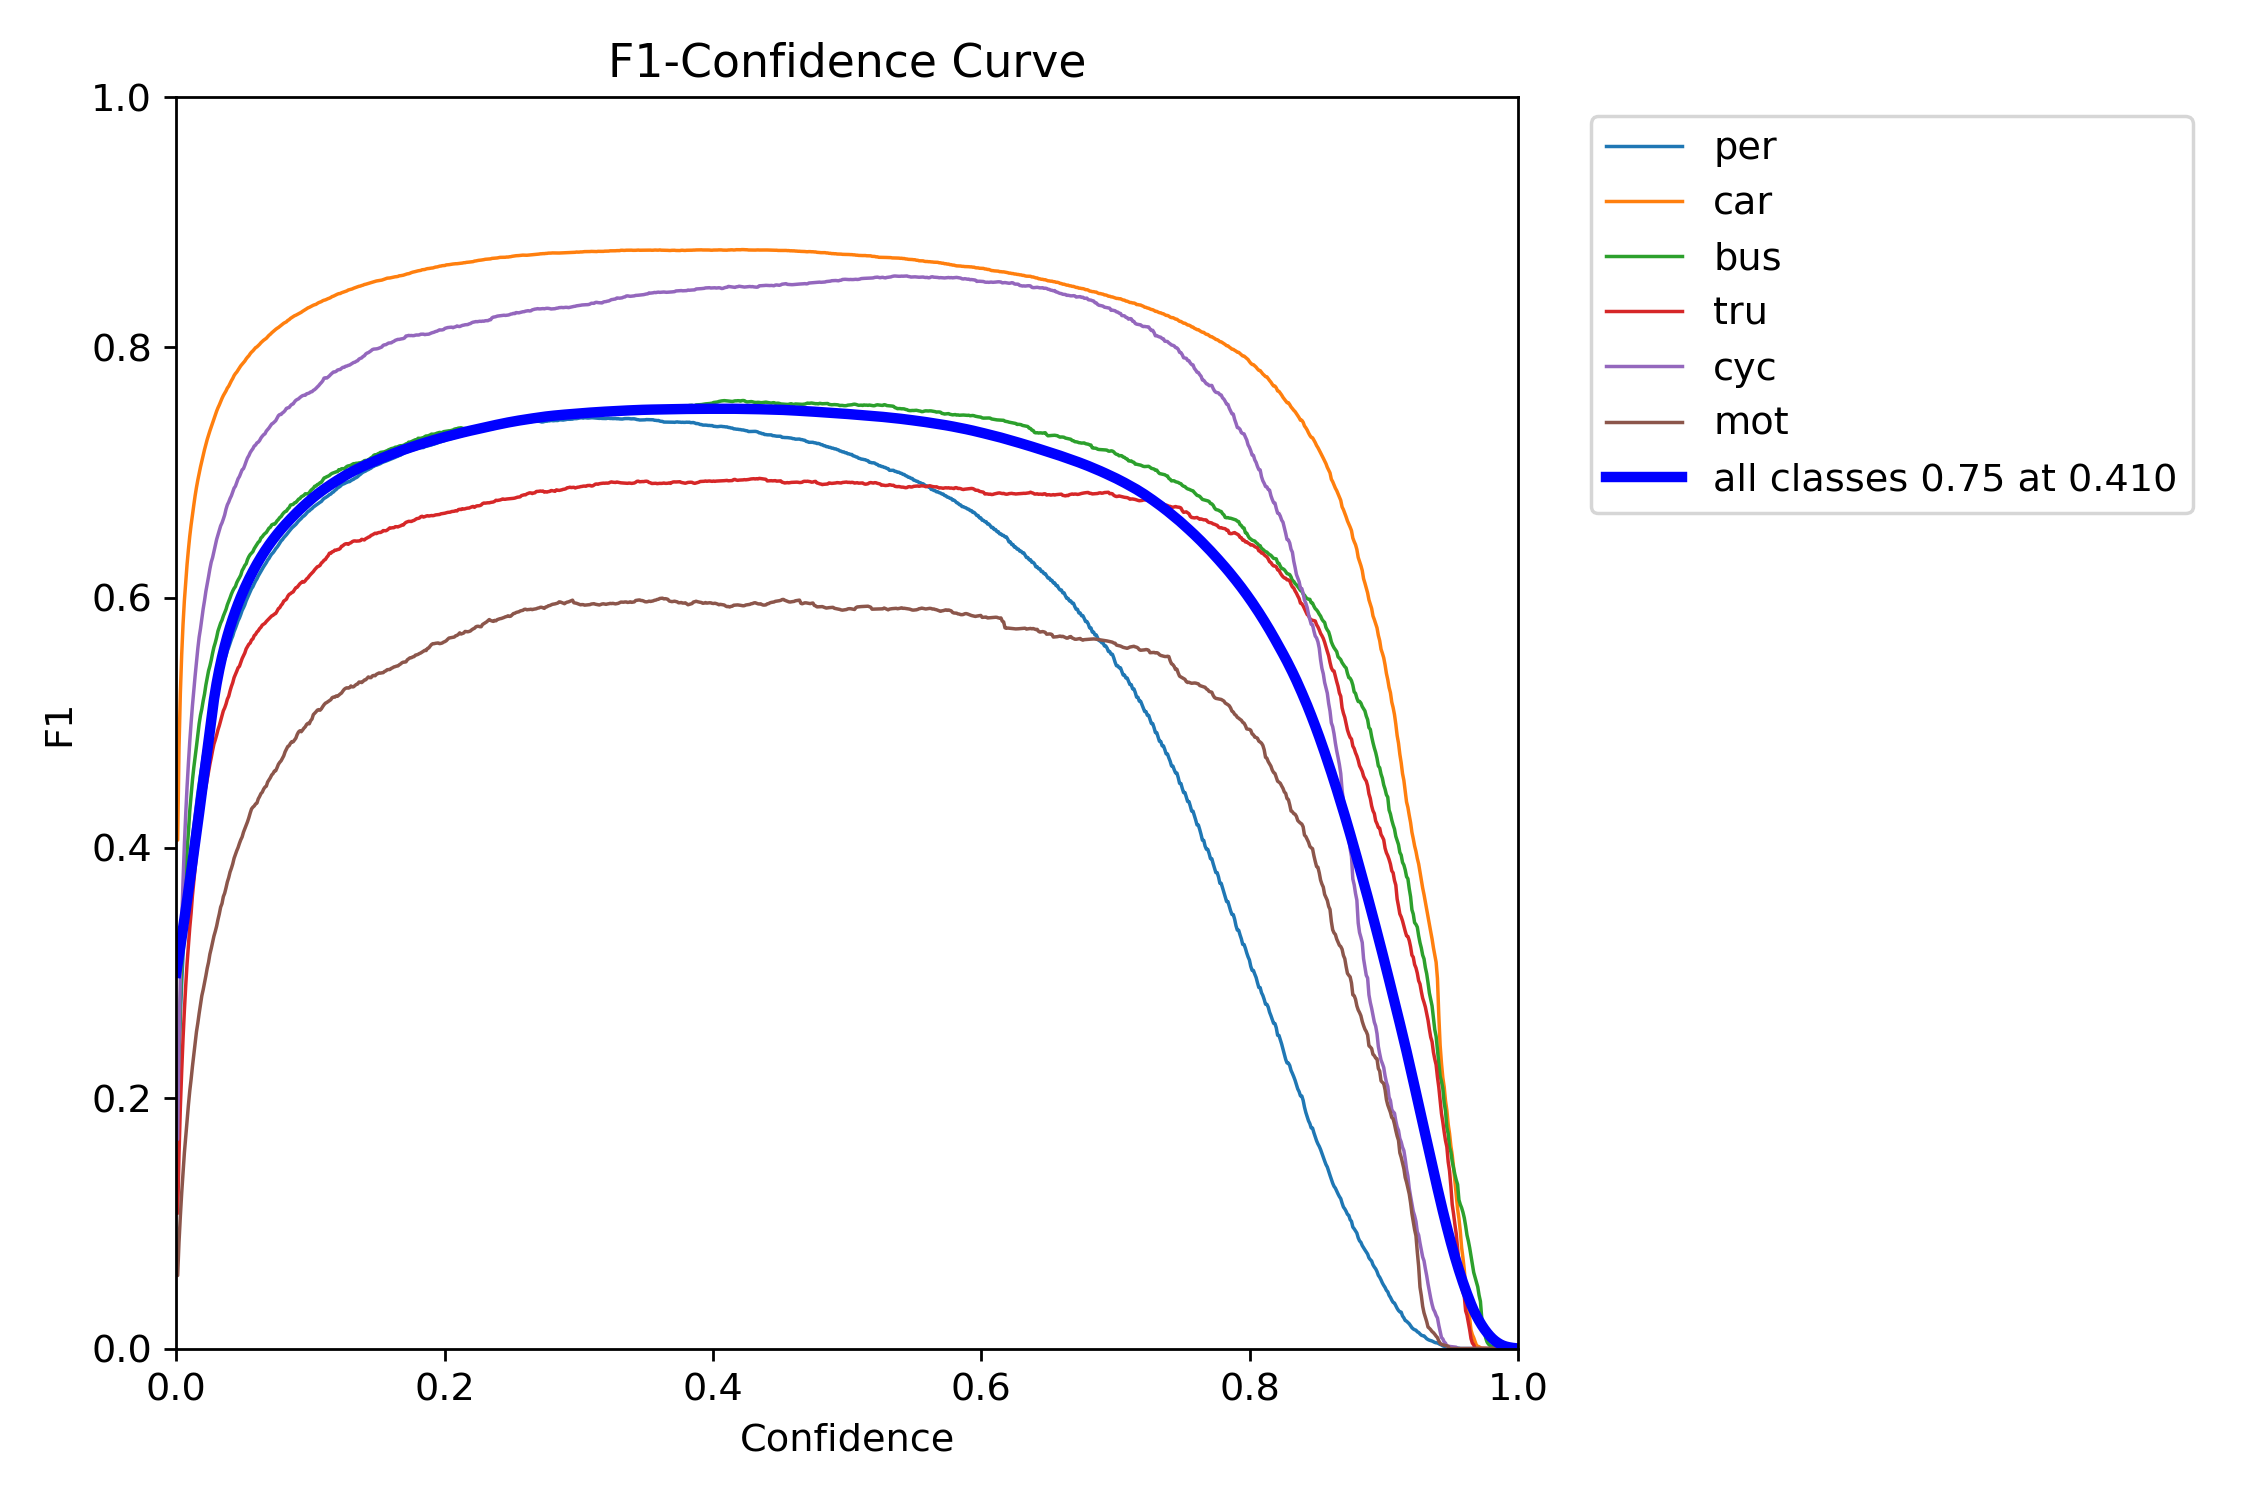 F1-Confidence Curve
1.0
0.8
0.6
0.4
0.2
0.0
F1
0.0 0.2 0.4 0.6 0.8 1.0
Confidence
per
car
bus
tru
cyc
mot
all classes 0.75 at 0.410